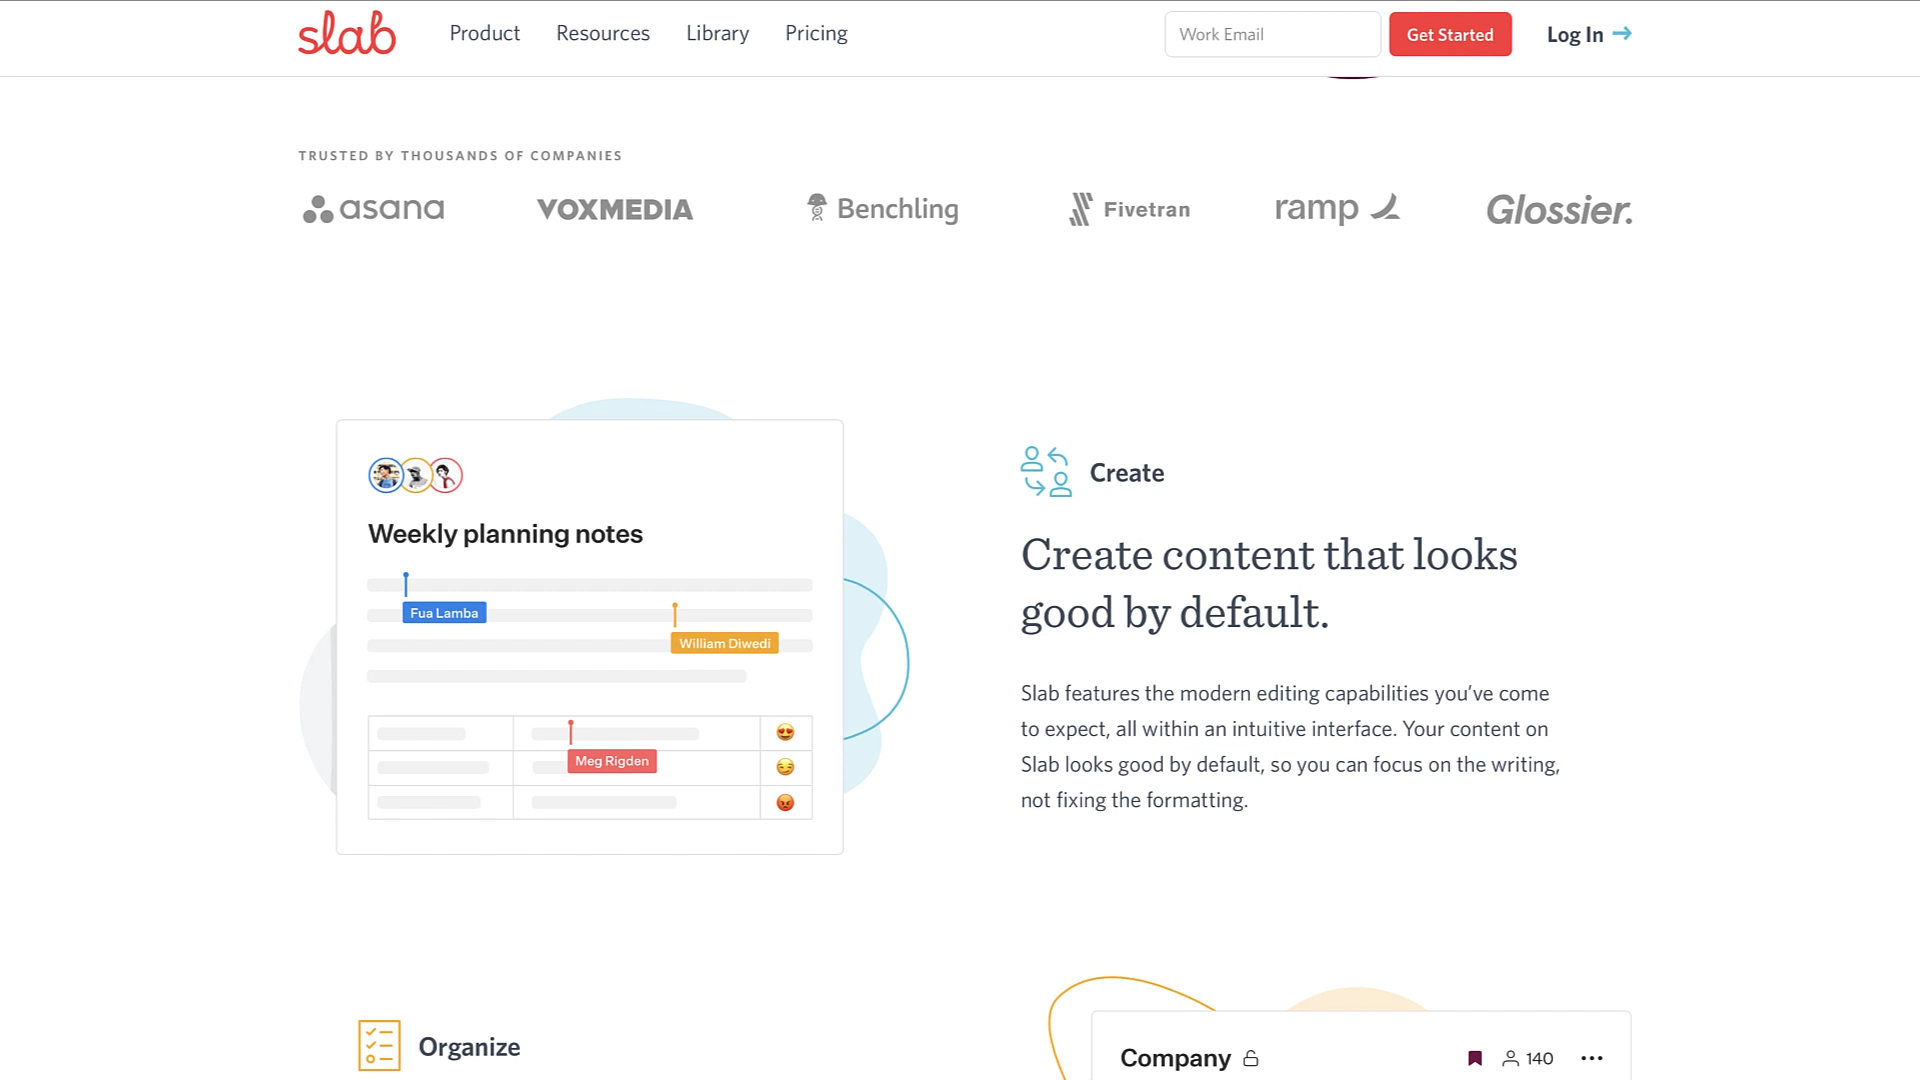 slab Product Resources Library Pricing Work Email Get Started Log In
TRUSTED BY THOUSANDS OF COMPANIES
asana VOXMEDIA Benchling Fivetran ramp Glossier.
Weekly planning notes
Fua Lamba
William Diwedi
Meg Rigden
Create
Create content that looks
good by default.
Slab features the modern editing capabilities you’ve come
to expect, all within an intuitive interface. Your content on
Slab looks good by default, so you can focus on the writing,
not fixing the formatting.
Organize
Company 140